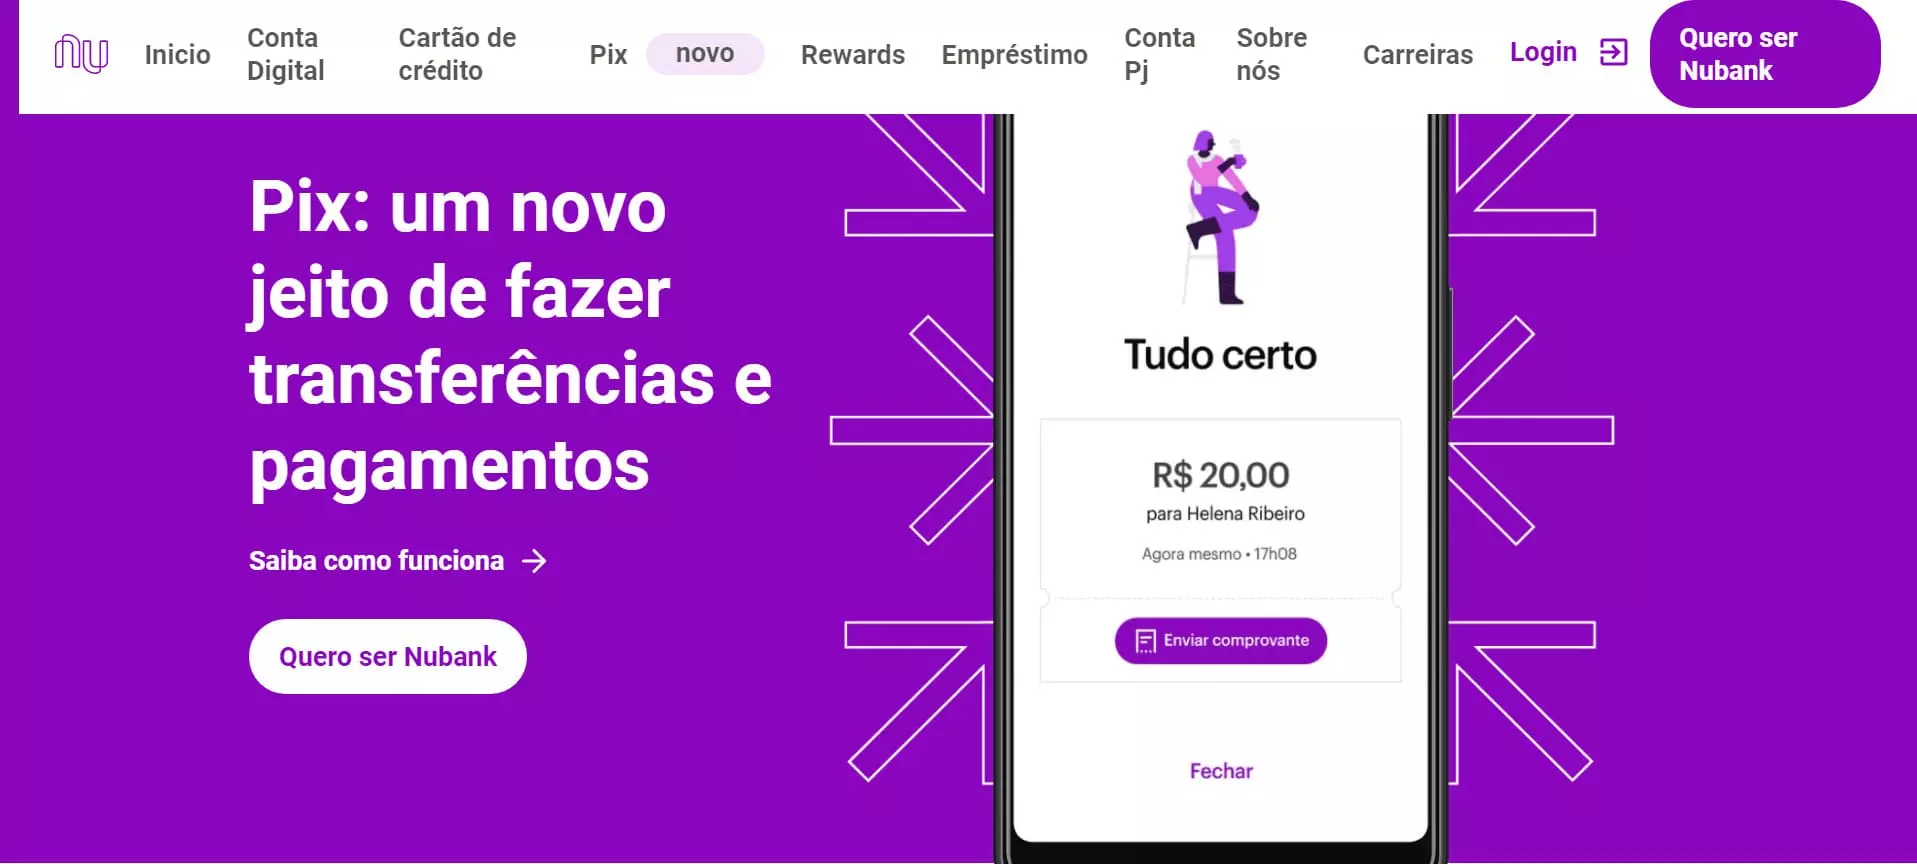 nu
Inicio
Conta
Digital
Cartão de
crédito
Pix
novo
Rewards
Empréstimo
Conta
Pj
Sobre
nós
Carreiras
Login
Quero ser
Nubank
Pix: um novo
jeito de fazer
transferências e
pagamentos
Saiba como funciona
Quero ser Nubank
Tudo certo
R$ 20,00
para Helena Ribeiro
Agora mesmo • 17h08
Enviar comprovante
Fechar